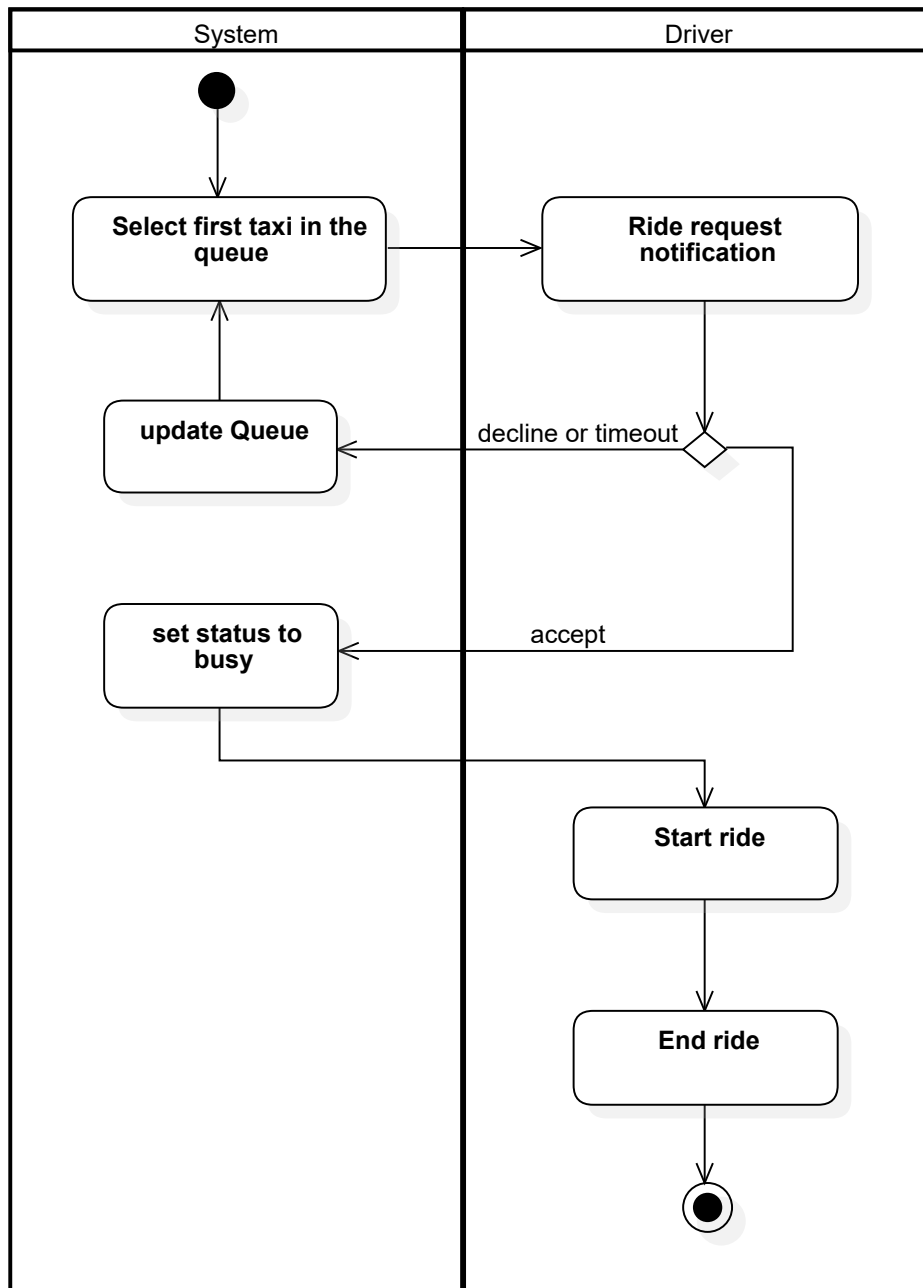 System
Driver
Select first taxi in the
queue
Ride request
notification
update Queue
decline or timeout
set status to
busy
accept
Start ride
End ride